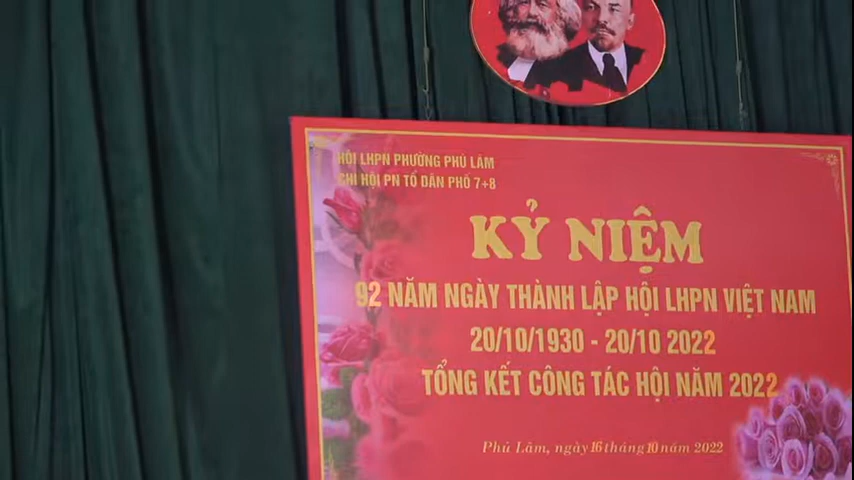 HỘI LHPN PHƯỜNG PHÚ LÂM
CHI HỘI PN TỔ DÂN PHỐ 7+8
KỶ NIỆM
92 NĂM NGÀY THÀNH LẬP HỘI LHPN VIỆT NAM
20/10/1930 - 20/10 2022
TỔNG KẾT CÔNG TÁC HỘI NĂM 2022
Phú Lâm, ngày 16 tháng 10 năm 2022